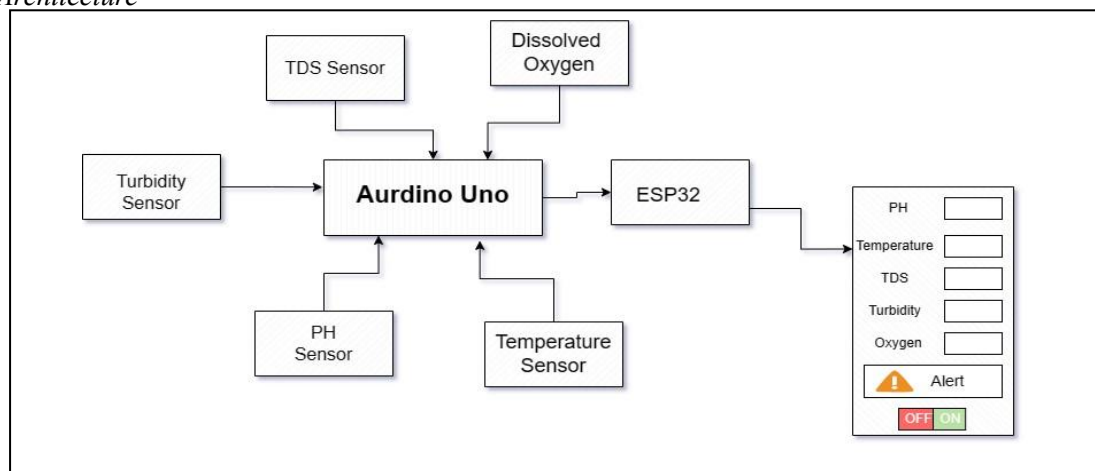 Architecture
Dissolved
Oxygen
TDS Sensor
Turbidity
Sensor
Aurdino Uno
ESP32
PH
Sensor
Temperature
Sensor
PH
Temperature
TDS
Turbidity
Oxygen
Alert
OFF ON